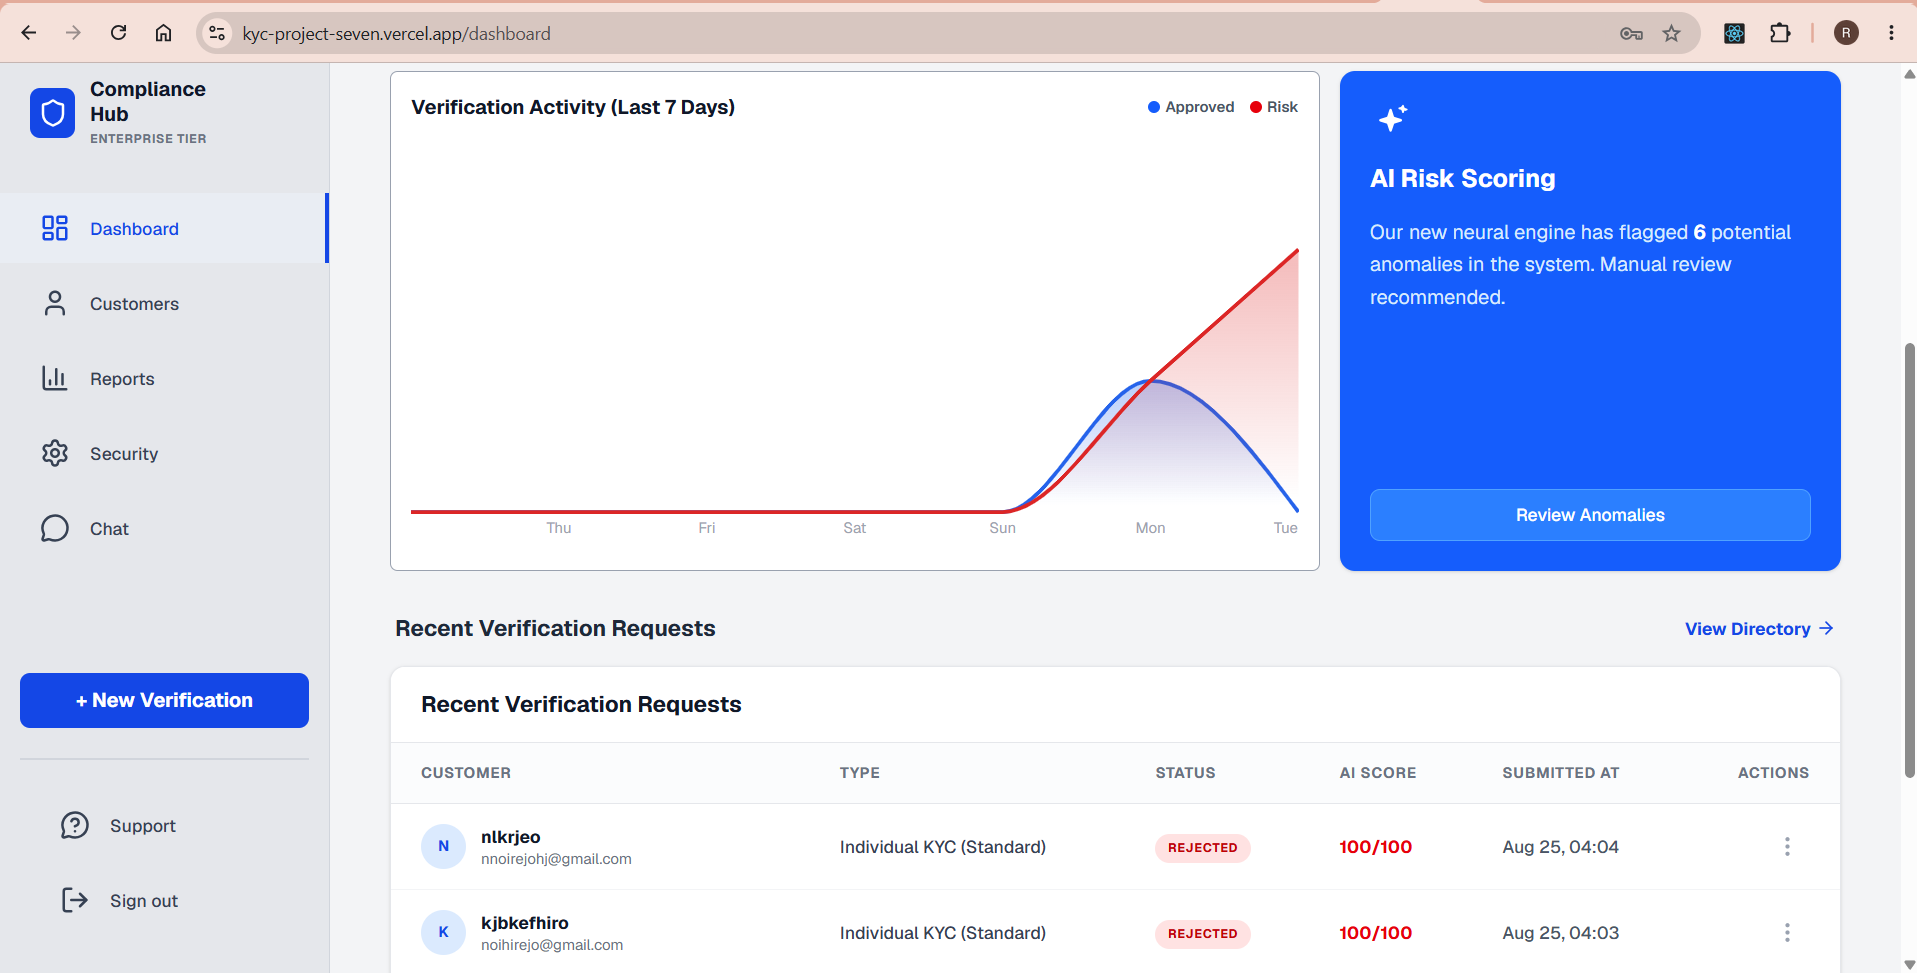 kyc-project-seven.vercel.app/dashboard
R
Compliance
Hub
ENTERPRISE TIER
Dashboard
Customers
Reports
Security
Chat
+ New Verification
Support
Sign out
Verification Activity (Last 7 Days)
Approved
Risk
Thu
Fri
Sat
Sun
Mon
Tue
AI Risk Scoring
Our new neural engine has flagged 6 potential
anomalies in the system. Manual review
recommended.
Review Anomalies
Recent Verification Requests
View Directory
Recent Verification Requests
CUSTOMER TYPE STATUS AI SCORE SUBMITTED AT ACTIONS
N
nlkrjeo
nnoirejohj@gmail.com
Individual KYC (Standard)
REJECTED
100/100
Aug 25, 04:04
K
kjbkefhiro
noihirejo@gmail.com
Individual KYC (Standard)
REJECTED
100/100
Aug 25, 04:03